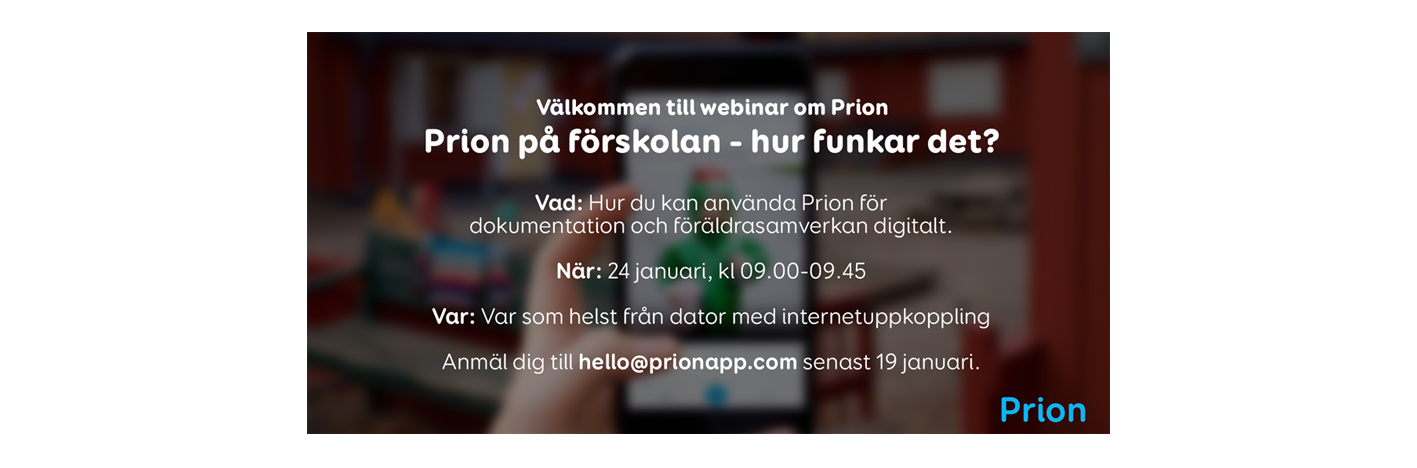 Välkommen till webinar om Prion
Prion på förskolan - hur funkar det?
Vad: Hur du kan använda Prion för
dokumentation och föräldrasamverkan digitalt.
När: 24 januari, kl 09.00-09.45
Var: Var som helst från dator med internetuppkoppling
Anmäl dig till hello@prionapp.com senast 19 januari.
Prion